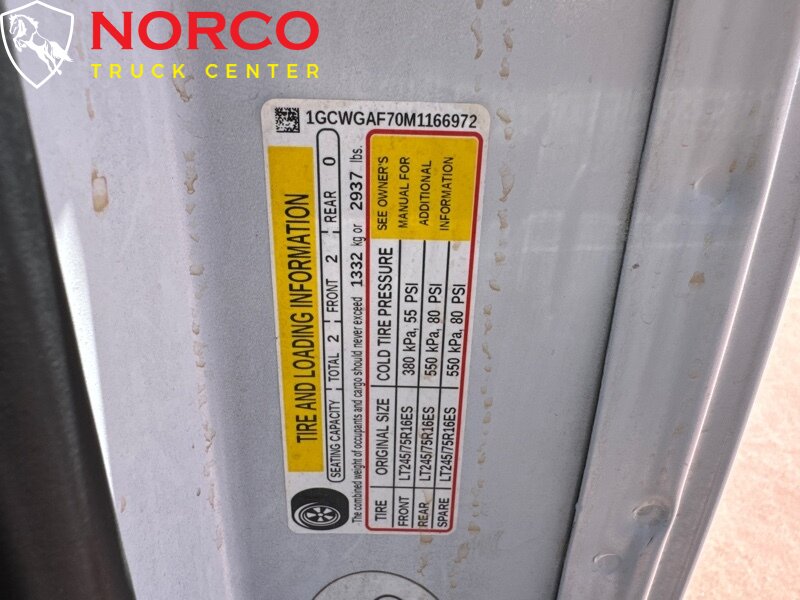 NORCO
TRUCK CENTER
1GCWGAF70M1166972
TIRE AND LOADING INFORMATION
SEATING CAPACITY TOTAL 2 FRONT 2 REAR 0
The combined weight of occupants and cargo should never exceed 1332 kg or 2937 lbs.
TIRE ORIGINAL SIZE COLD TIRE PRESSURE SEE OWNER'S
FRONT LT245/75R16ES 380 kPa, 55 PSI MANUAL FOR
REAR LT245/75R16ES 550 kPa, 80 PSI ADDITIONAL
SPARE LT245/75R16ES 550 kPa, 80 PSI INFORMATION